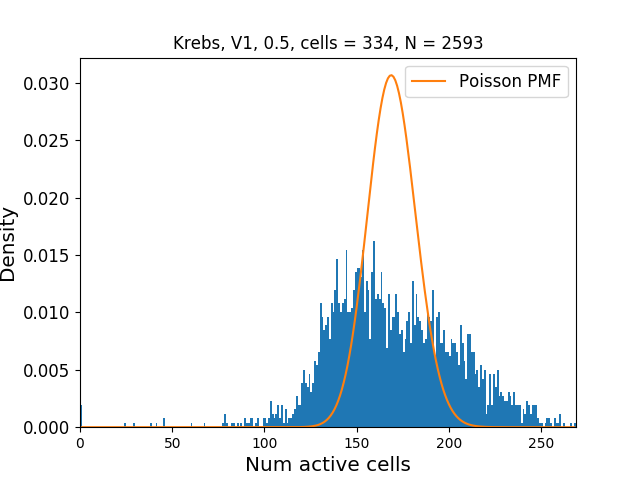 Krebs, V1, 0.5, cells = 334, N = 2593
Poisson PMF
0.030
0.025
0.020
0.015
0.010
0.005
0.000
Density
0 50 100 150 200 250
Num active cells